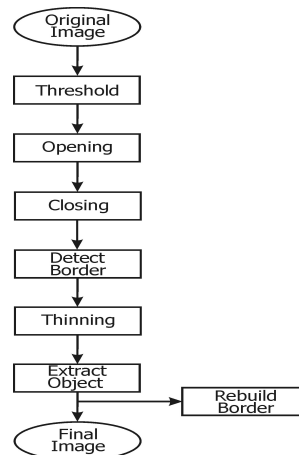 Original
Image
Threshold
Opening
Closing
Detect
Border
Thinning
Extract
Object
Rebuild
Border
Final
Image